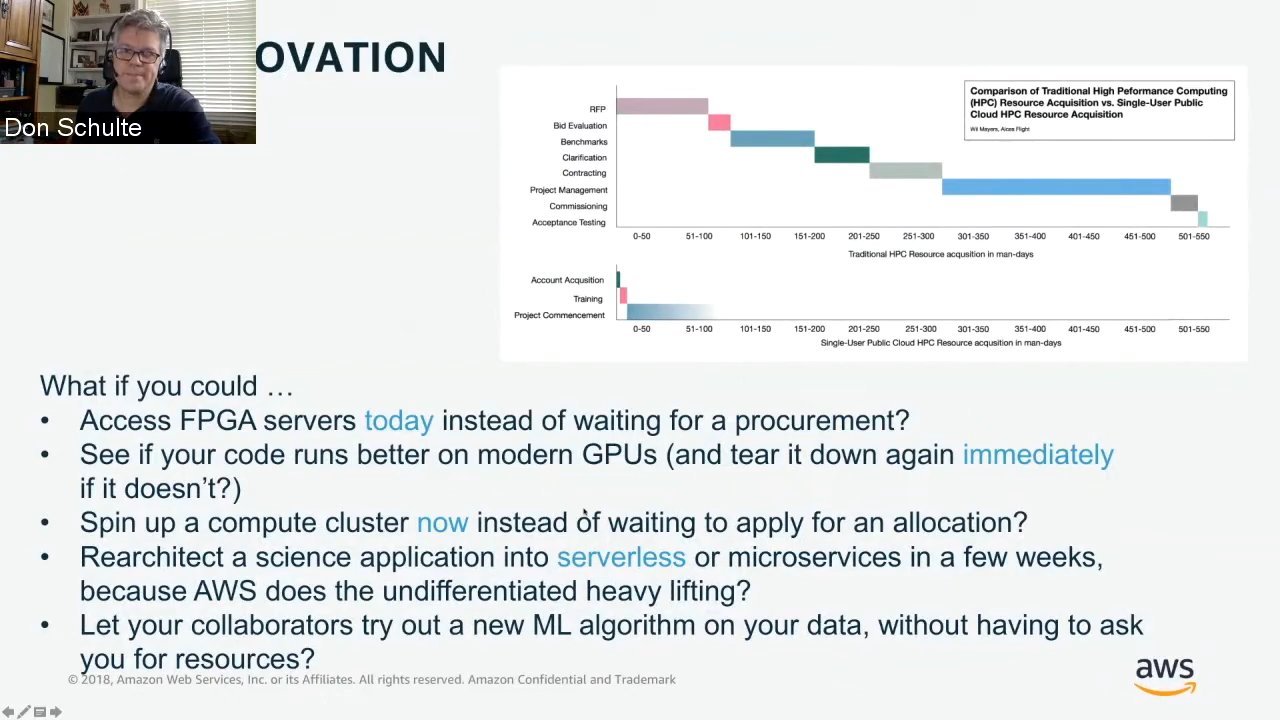 OVATION
Don Schulte
Comparison of Traditional High Peformance Computing
(HPC) Resource Acquisition vs. Single-User Public
Cloud HPC Resource Acquisition
Wil Mayers, Alces Flight
RFP
Bid Evaluation
Benchmarks
Clarification
Contracting
Project Management
Commissioning
Acceptance Testing
0-50 51-100 101-150 151-200 201-250 251-300 301-350 351-400 401-450 451-500 501-550
Traditional HPC Resource acqusition in man-days
Account Acqusition
Training
Project Commencement
0-50 51-100 101-150 151-200 201-250 251-300 301-350 351-400 401-450 451-500 501-550
Single-User Public Cloud HPC Resource acqusition in man-days
What if you could …
• Access FPGA servers today instead of waiting for a procurement?
• See if your code runs better on modern GPUs (and tear it down again immediately
if it doesn’t?)
• Spin up a compute cluster now instead of waiting to apply for an allocation?
• Rearchitect a science application into serverless or microservices in a few weeks,
because AWS does the undifferentiated heavy lifting?
• Let your collaborators try out a new ML algorithm on your data, without having to ask
you for resources?
© 2018, Amazon Web Services, Inc. or its Affiliates. All rights reserved. Amazon Confidential and Trademark
aws